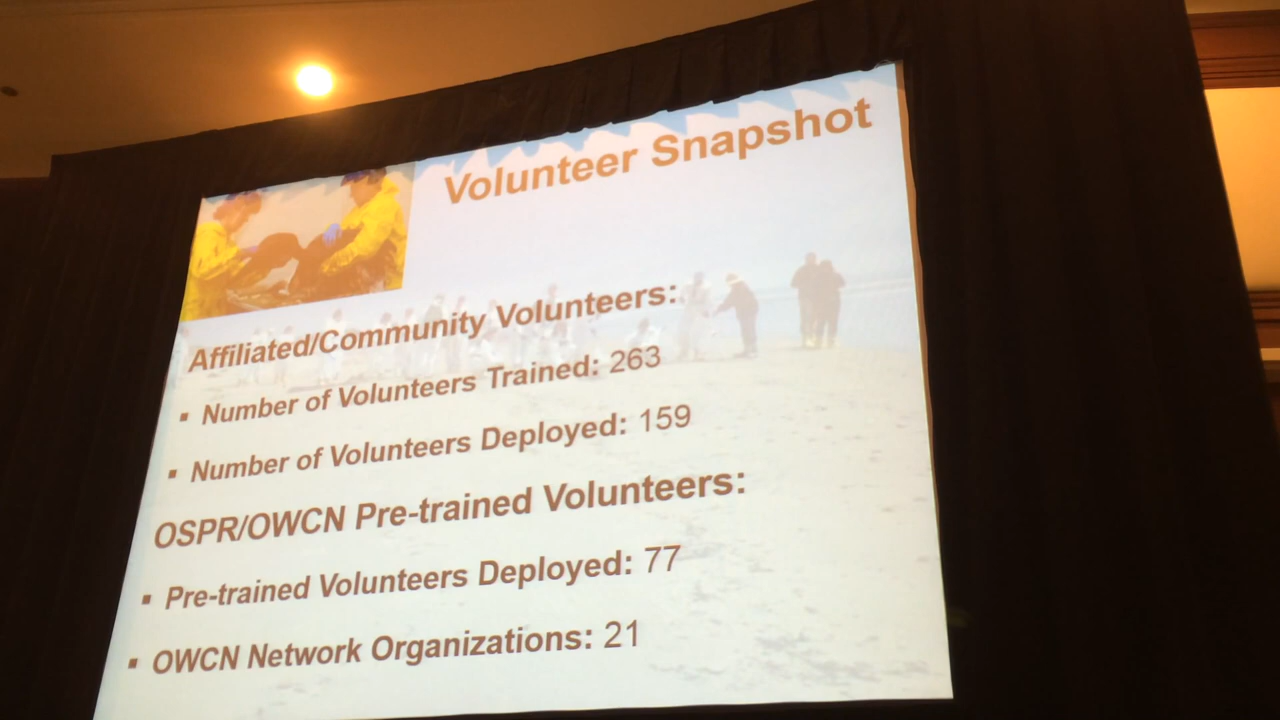 Volunteer Snapshot
Affiliated/Community Volunteers:
▪ Number of Volunteers Trained: 263
▪ Number of Volunteers Deployed: 159
OSPR/OWCN Pre-trained Volunteers:
▪ Pre-trained Volunteers Deployed: 77
▪ OWCN Network Organizations: 21